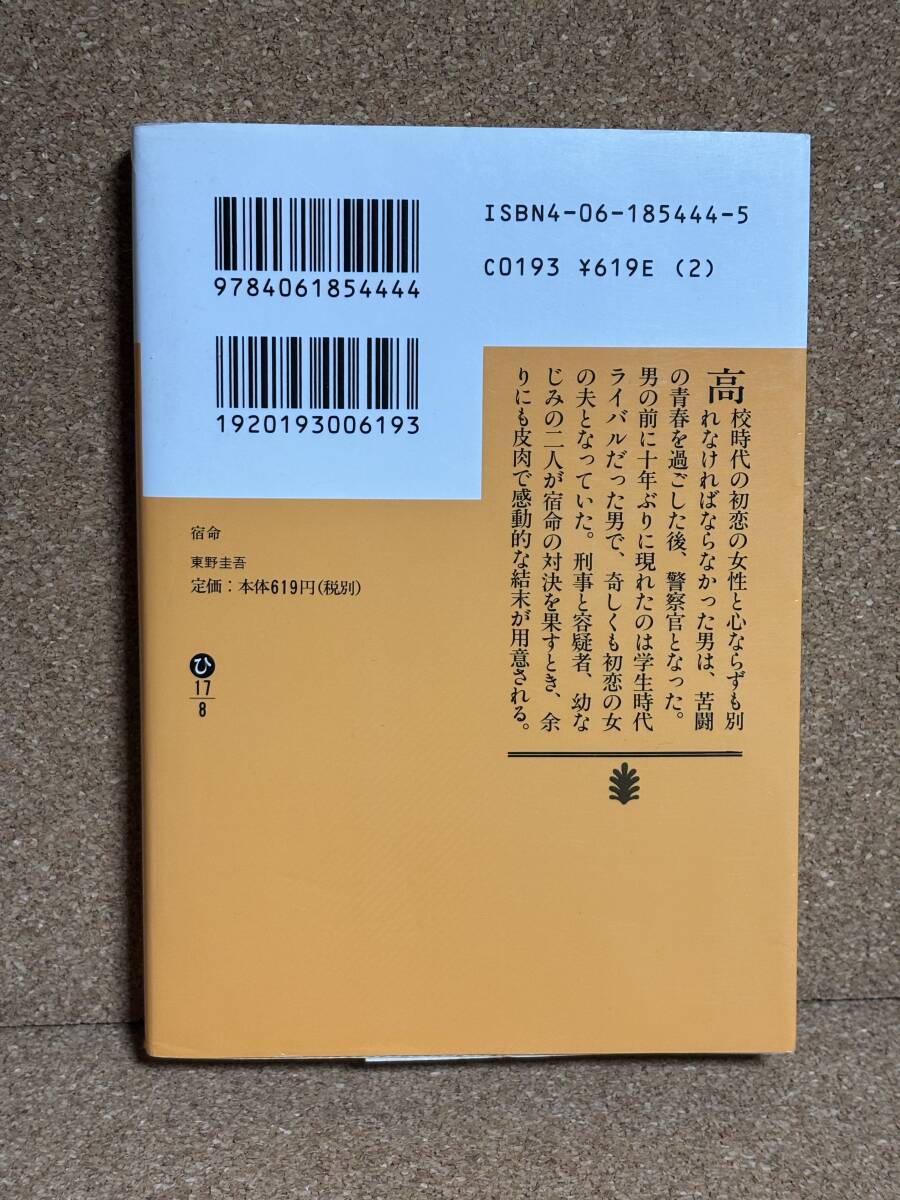 ISBN4-06-185444-5
C0193 ¥619E (2)
9784061854444
1920193006193
高校時代の初恋の女性と心ならずも別
れなければならなかった男は、苦闘
の青春を過ごした後、警察官となった。
男の前に十年ぶりに現れたのは学生時代
ライバルだった男で、奇しくも初恋の女
の夫となっていた。刑事と容疑者、幼な
じみの二人が宿命の対決を果すとき、余
りにも皮肉で感動的な結末が用意される。
宿命
東野圭吾
定価:本体619円(税別)
ひ
17
8